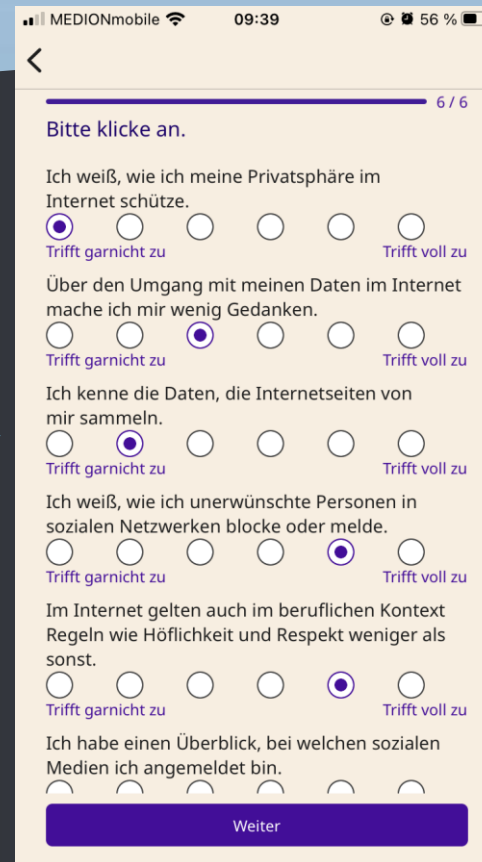 MEDIONmobile 09:39 56 %
6 / 6
Bitte klicke an.
Ich weiß, wie ich meine Privatsphäre im
Internet schütze.
Trifft garnicht zu Trifft voll zu
Über den Umgang mit meinen Daten im Internet
mache ich mir wenig Gedanken.
Trifft garnicht zu Trifft voll zu
Ich kenne die Daten, die Internetseiten von
mir sammeln.
Trifft garnicht zu Trifft voll zu
Ich weiß, wie ich unerwünschte Personen in
sozialen Netzwerken blocke oder melde.
Trifft garnicht zu Trifft voll zu
Im Internet gelten auch im beruflichen Kontext
Regeln wie Höflichkeit und Respekt weniger als
sonst.
Trifft garnicht zu Trifft voll zu
Ich habe einen Überblick, bei welchen sozialen
Medien ich angemeldet bin.
Weiter